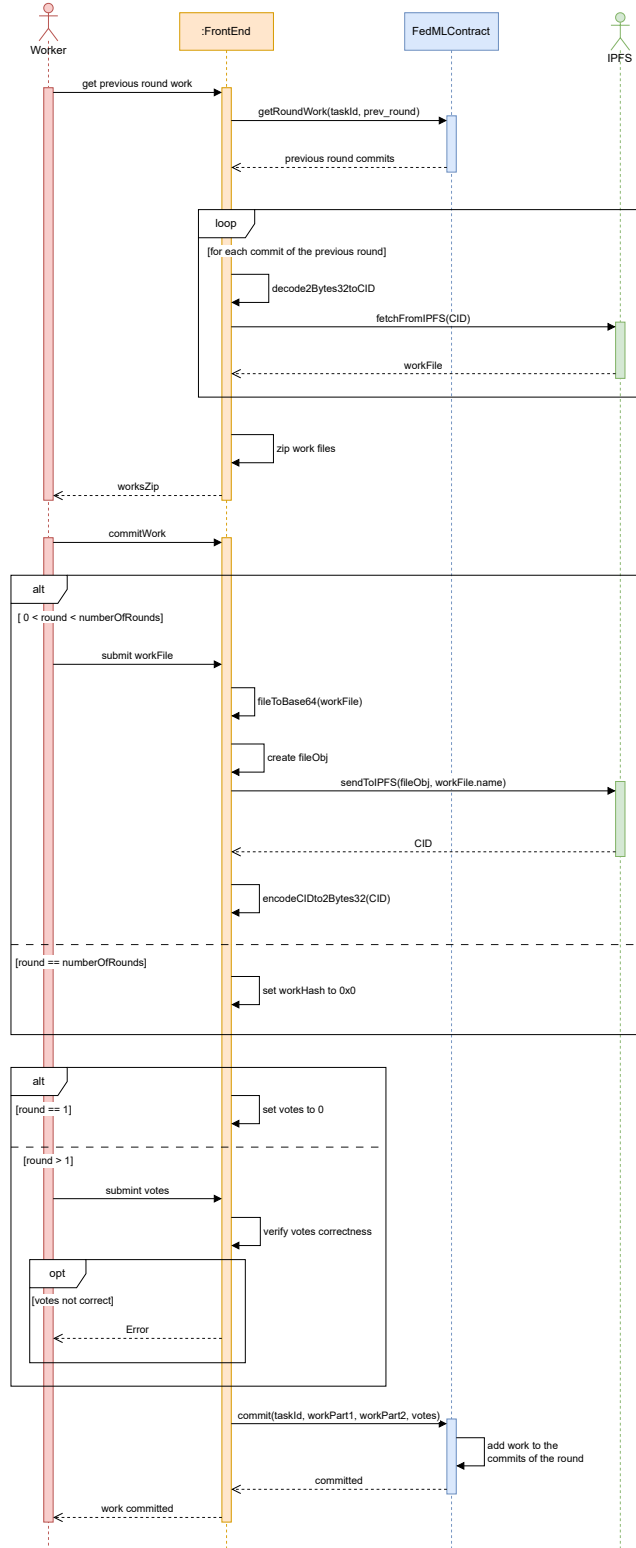 Worker
:FrontEnd
FedMLContract
IPFS
get previous round work
getRoundWork(taskId, prev_round)
previous round commits
loop
[for each commit of the previous round]
decode2Bytes32toCID
fetchFromIPFS(CID)
workFile
zip work files
worksZip
commitWork
alt
[ 0 < round < numberOfRounds]
submit workFile
fileToBase64(workFile)
create fileObj
sendToIPFS(fileObj, workFile.name)
CID
encodeCIDto2Bytes32(CID)
[round == numberOfRounds]
set workHash to 0x0
alt
[round == 1]
set votes to 0
[round > 1]
submint votes
verify votes correctness
opt
[votes not correct]
Error
commit(taskId, workPart1, workPart2, votes)
add work to the
commits of the round
committed
work committed